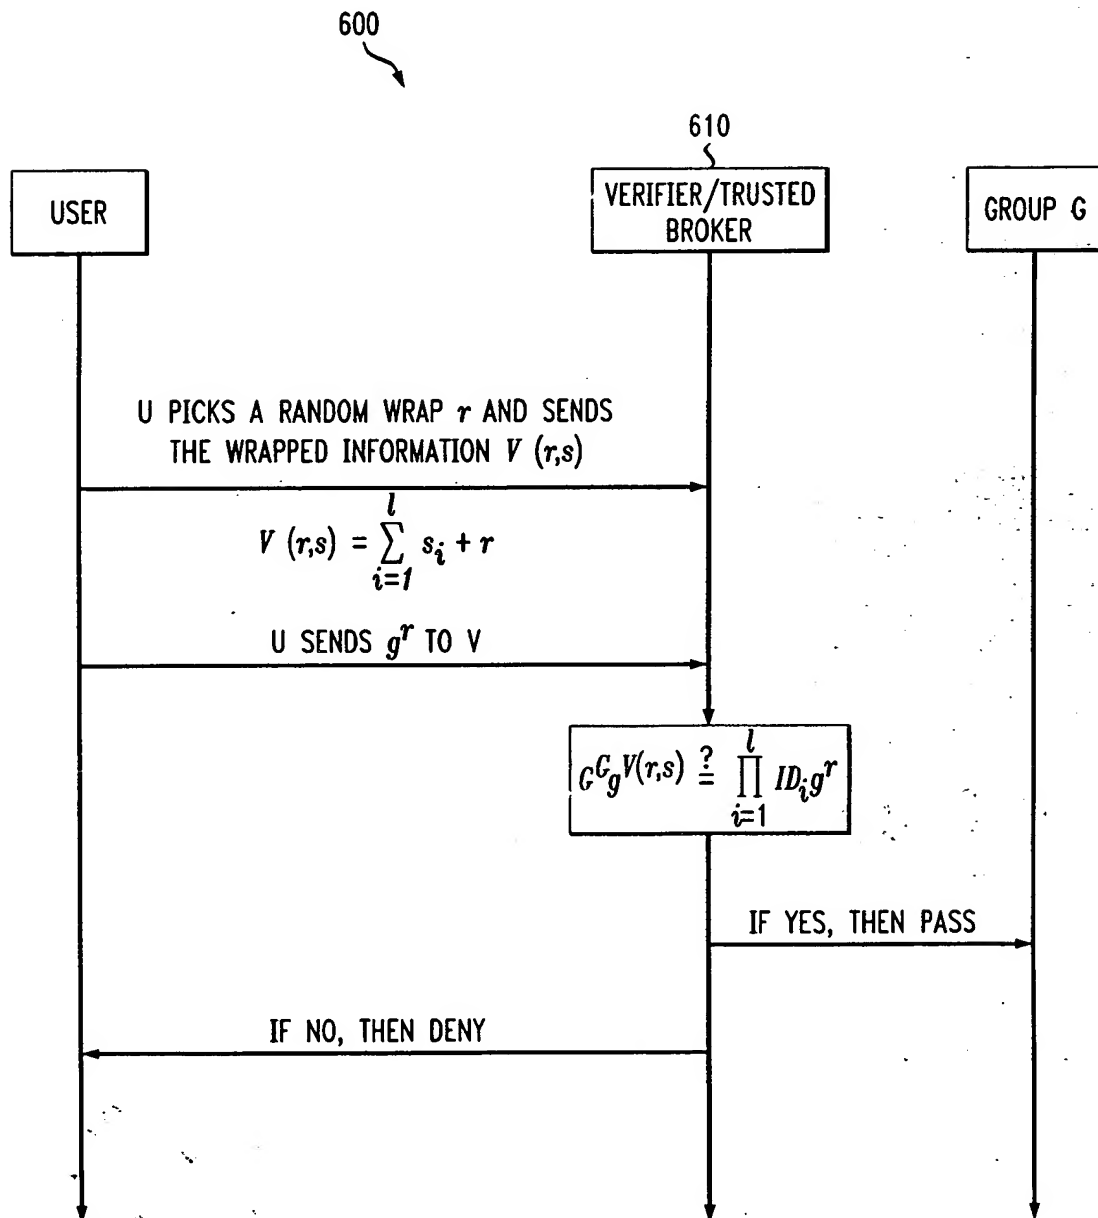 600
610
USER
VERIFIER/TRUSTED
BROKER
GROUP G
U PICKS A RANDOM WRAP r AND SENDS
THE WRAPPED INFORMATION V (r,s)
V (r,s) = ∑_{i=1}^{l} s_i + r
U SENDS g^r TO V
G^G g^{V(r,s)} ≟ ∏_{i=1}^{l} ID_i g^r
IF YES, THEN PASS
IF NO, THEN DENY